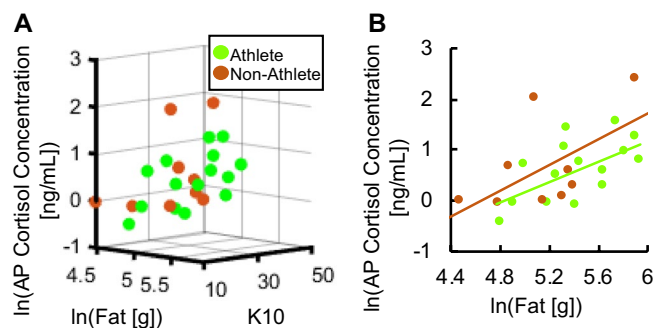 A
ln(AP Cortisol Concentration
[ng/mL])
3
2
1
0
-1
4.5
5
5.5
10
30
50
ln(Fat [g])
K10
Athlete
Non-Athlete
B
ln(AP Cortisol Concentration
[ng/mL])
3
2
1
0
-1
4.4
4.8
5.2
5.6
6
ln(Fat [g])